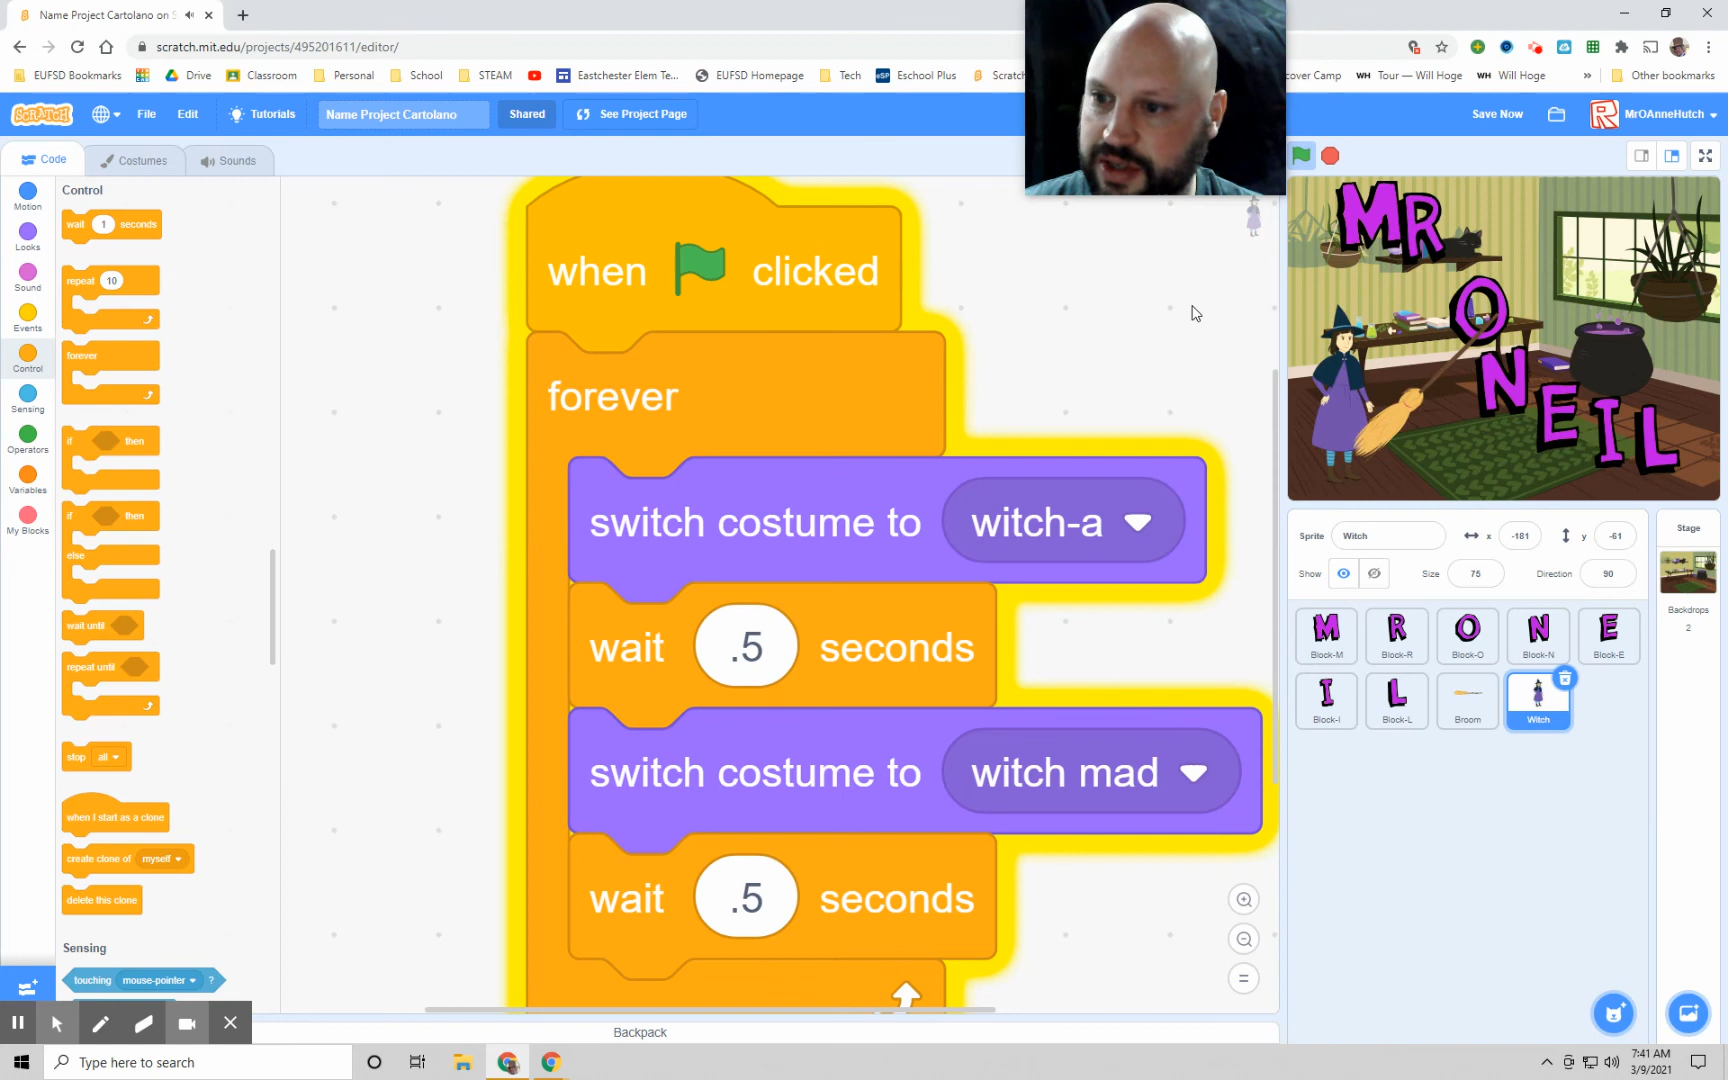 Name Project Cartolano on S
scratch.mit.edu/projects/495201611/editor/
EUFSD Bookmarks Drive Classroom Personal School STEAM Eastchester Elem Te... EUFSD Homepage Tech eSP Eschool Plus Scratch cover Camp WH Tour — Will Hoge WH Will Hoge » Other bookmarks
SCRATCH File Edit Tutorials Name Project Cartolano Shared See Project Page Save Now MrOAnneHutch
Code Costumes Sounds
Motion
Looks
Sound
Events
Control
Sensing
Operators
Variables
My Blocks
Control
wait 1 seconds
repeat 10
forever
if then
if then
else
wait until
repeat until
stop all
when I start as a clone
create clone of myself
delete this clone
Sensing
touching mouse-pointer ?
when clicked
forever
switch costume to witch-a
wait .5 seconds
switch costume to witch mad
wait .5 seconds
Backpack
MR
O
NEIL
Sprite Witch x -181 y -61
Show Size 75 Direction 90
M R O N E
Block-M Block-R Block-O Block-N Block-E
I L
Block-I Block-L Broom Witch
Stage
Backdrops
2
Type here to search
7:41 AM
3/9/2021